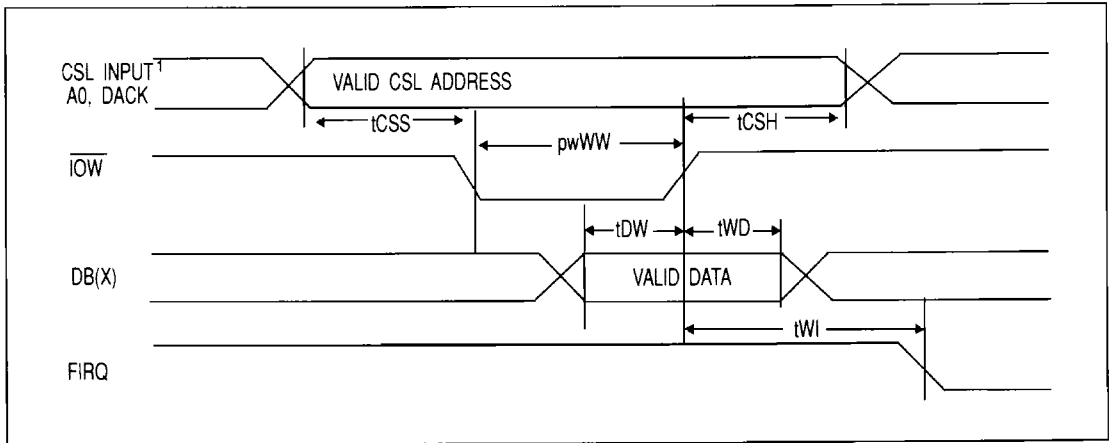 CSL INPUT¹
A0, DACK
VALID CSL ADDRESS
tCSS
tCSH
pwWW
IOW
tDW
tWD
DB(X)
VALID DATA
tWI
FIRQ